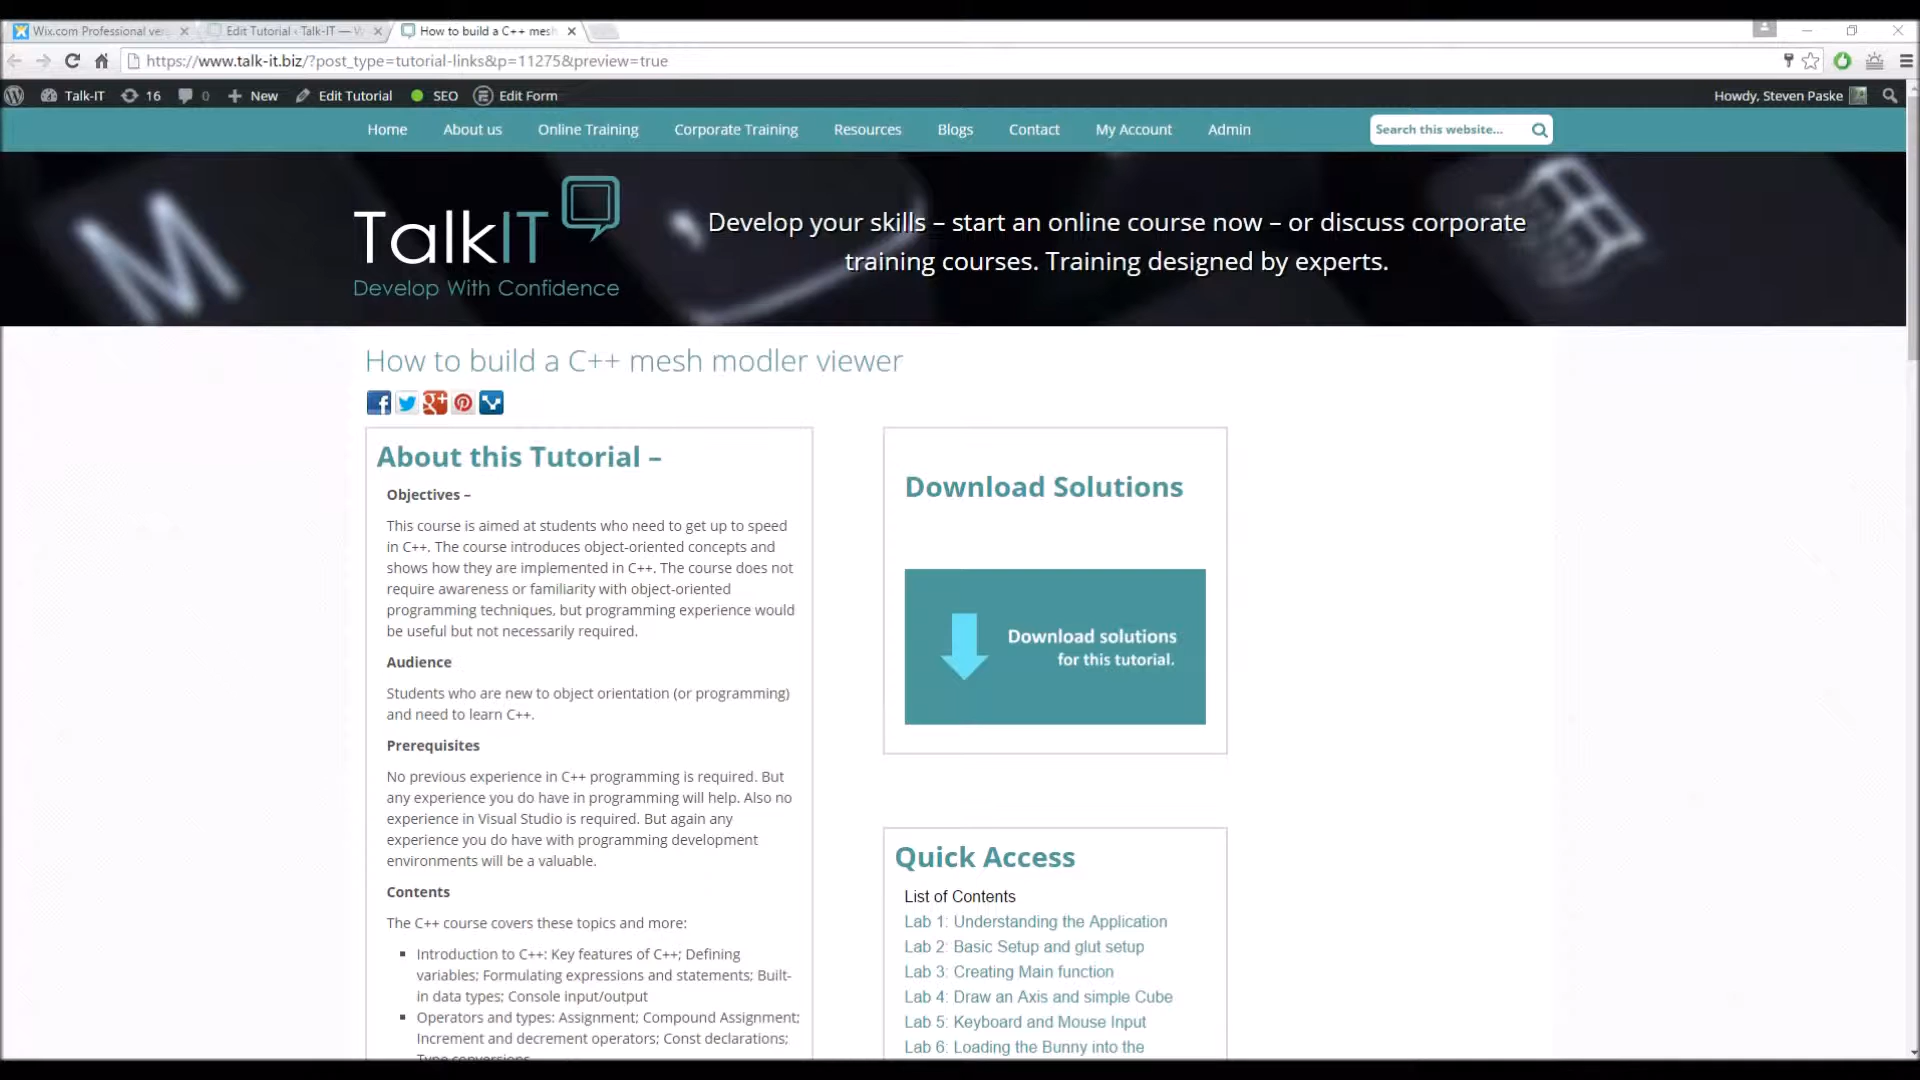 Wix.com Professional ver
Edit Tutorial ‹ Talk-IT —
How to build a C++ mesh
https://www.talk-it.biz/?post_type=tutorial-links&p=11275&preview=true
Talk-IT 16 0 New Edit Tutorial SEO Edit Form Howdy, Steven Paske
Home About us Online Training Corporate Training Resources Blogs Contact My Account Admin Search this website...
TalkIT
Develop With Confidence
Develop your skills – start an online course now – or discuss corporate
training courses. Training designed by experts.
How to build a C++ mesh modler viewer
About this Tutorial –
Objectives –
This course is aimed at students who need to get up to speed
in C++. The course introduces object-oriented concepts and
shows how they are implemented in C++. The course does not
require awareness or familiarity with object-oriented
programming techniques, but programming experience would
be useful but not necessarily required.
Audience
Students who are new to object orientation (or programming)
and need to learn C++.
Prerequisites
No previous experience in C++ programming is required. But
any experience you do have in programming will help. Also no
experience in Visual Studio is required. But again any
experience you do have with programming development
environments will be a valuable.
Contents
The C++ course covers these topics and more:
Introduction to C++: Key features of C++; Defining
variables; Formulating expressions and statements; Built-
in data types; Console input/output
Operators and types: Assignment; Compound Assignment;
Increment and decrement operators; Const declarations;
Type conversions
Download Solutions
Download solutions
for this tutorial.
Quick Access
List of Contents
Lab 1: Understanding the Application
Lab 2: Basic Setup and glut setup
Lab 3: Creating Main function
Lab 4: Draw an Axis and simple Cube
Lab 5: Keyboard and Mouse Input
Lab 6: Loading the Bunny into the